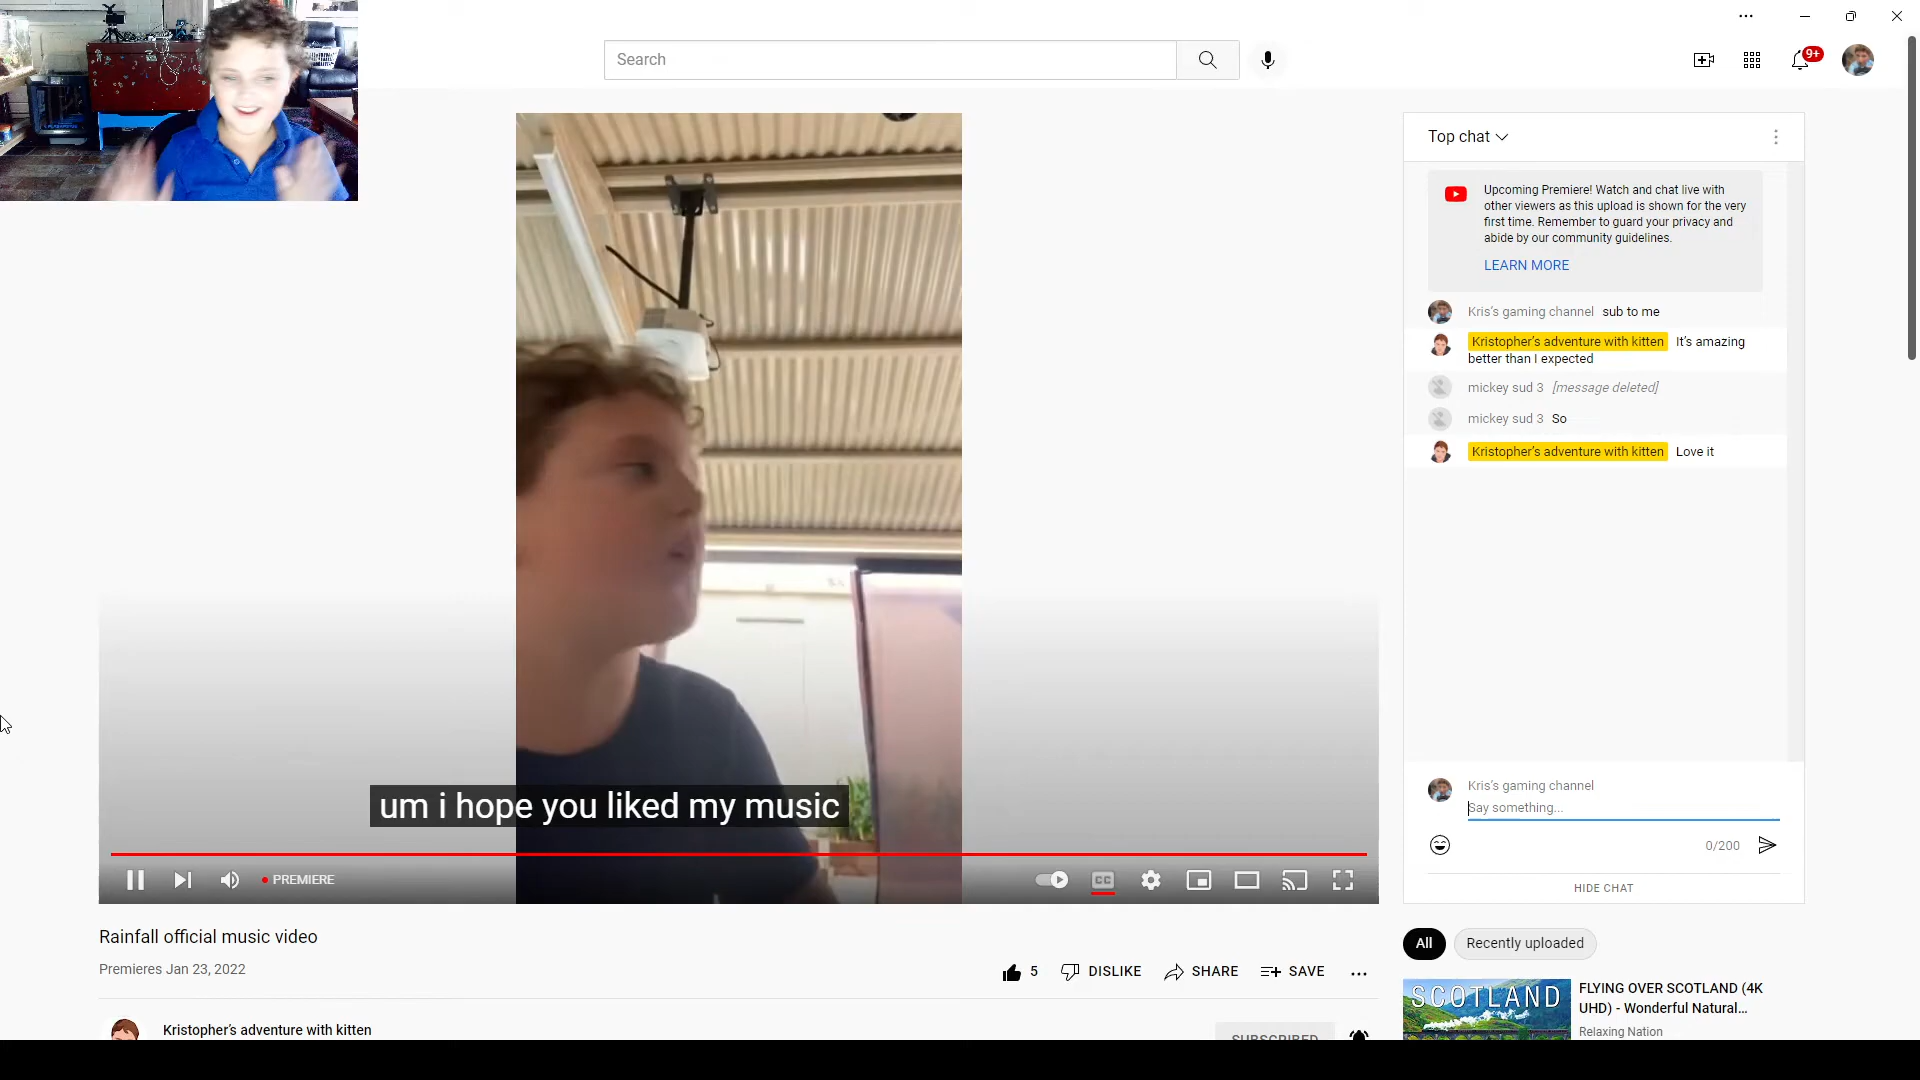 Search
9+
Top chat
Upcoming Premiere! Watch and chat live with
other viewers as this upload is shown for the very
first time. Remember to guard your privacy and
abide by our community guidelines.
LEARN MORE
Kris's gaming channel sub to me
Kristopher's adventure with kitten It's amazing
better than I expected
mickey sud 3 [message deleted]
mickey sud 3 So
Kristopher's adventure with kitten Love it
um i hope you liked my music
PREMIERE
CC
Kris's gaming channel
Say something...
0/200
HIDE CHAT
Rainfall official music video
Premieres Jan 23, 2022
5 DISLIKE SHARE SAVE
Kristopher's adventure with kitten
SUBSCRIBED
All Recently uploaded
SCOTLAND
FLYING OVER SCOTLAND (4K
UHD) - Wonderful Natural...
Relaxing Nation